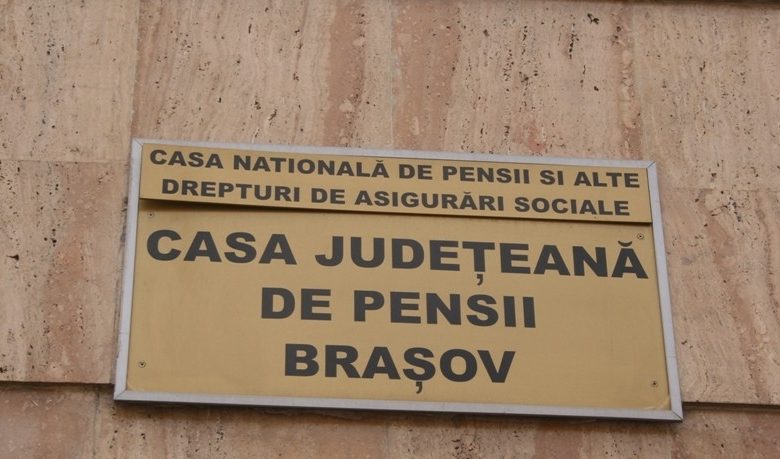 CASA NATIONALĂ DE PENSII SI ALTE
DREPTURI DE ASIGURĂRI SOCIALE
CASA JUDEȚEANĂ
DE PENSII
BRAȘOV